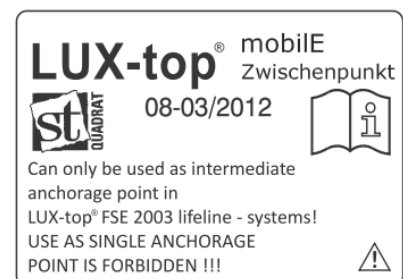 LUX-top® mobilE
Zwischenpunkt
st QUADRAT
08-03/2012
i
Can only be used as intermediate
anchorage point in
LUX-top® FSE 2003 lifeline - systems!
USE AS SINGLE ANCHORAGE
POINT IS FORBIDDEN !!!